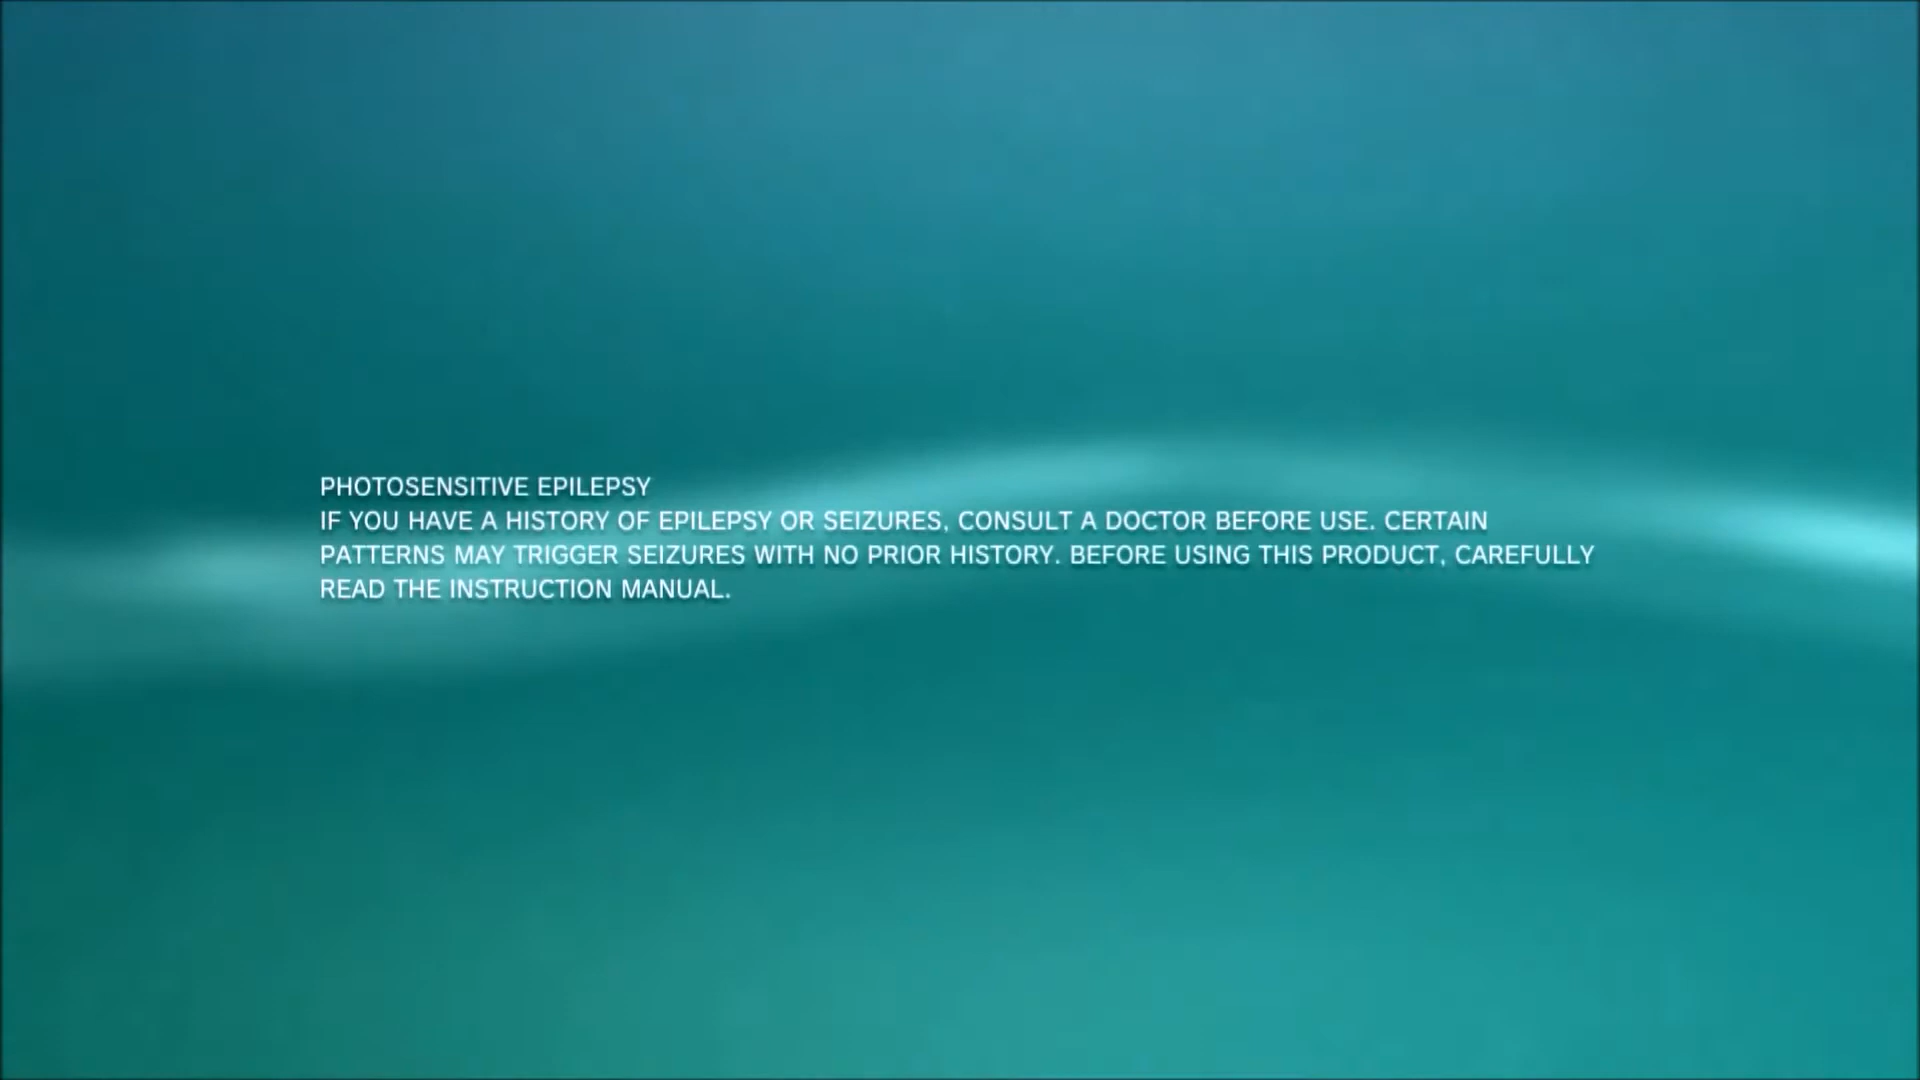 PHOTOSENSITIVE EPILEPSY
IF YOU HAVE A HISTORY OF EPILEPSY OR SEIZURES, CONSULT A DOCTOR BEFORE USE. CERTAIN
PATTERNS MAY TRIGGER SEIZURES WITH NO PRIOR HISTORY. BEFORE USING THIS PRODUCT, CAREFULLY
READ THE INSTRUCTION MANUAL.